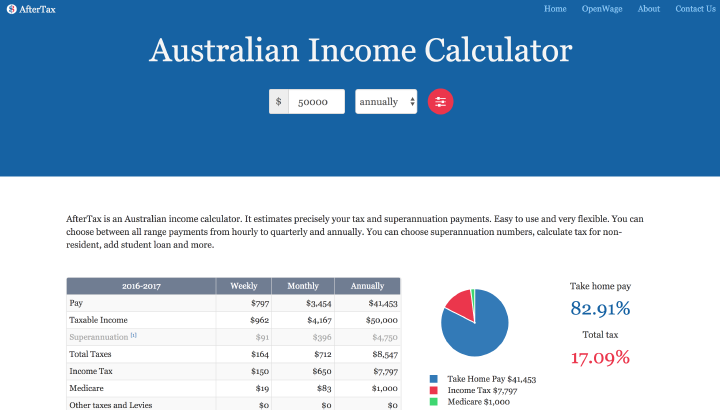 AfterTax
Home OpenWage About Contact Us
Australian Income Calculator
$ 50000 annually
AfterTax is an Australian income calculator. It estimates precisely your tax and superannuation payments. Easy to use and very flexible. You can
choose between all range payments from hourly to quarterly and annually. You can choose superannuation numbers, calculate tax for non-
resident, add student loan and more.
2016-2017 Weekly Monthly Annually
Pay $797 $3,454 $41,453
Taxable Income $962 $4,167 $50,000
Superannuation [1] $91 $396 $4,750
Total Taxes $164 $712 $8,547
Income Tax $150 $650 $7,797
Medicare $19 $83 $1,000
Other taxes and Levies $0 $0 $0
Take Home Pay $41,453
Income Tax $7,797
Medicare $1,000
Take home pay
82.91%
Total tax
17.09%